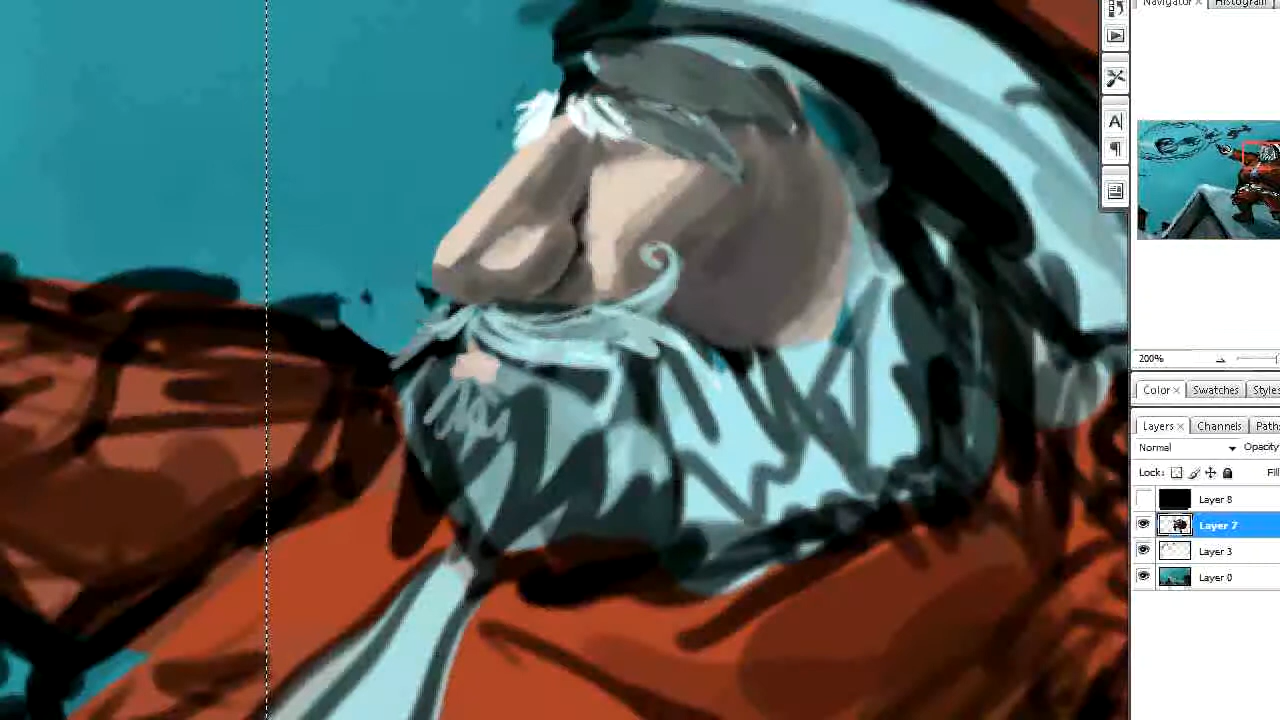 Navigator × Histogram
200%
Color × Swatches Style
Layers × Channels Paths
Normal Opacity
Lock: Fill
Layer 8
Layer 7
Layer 3
Layer 0